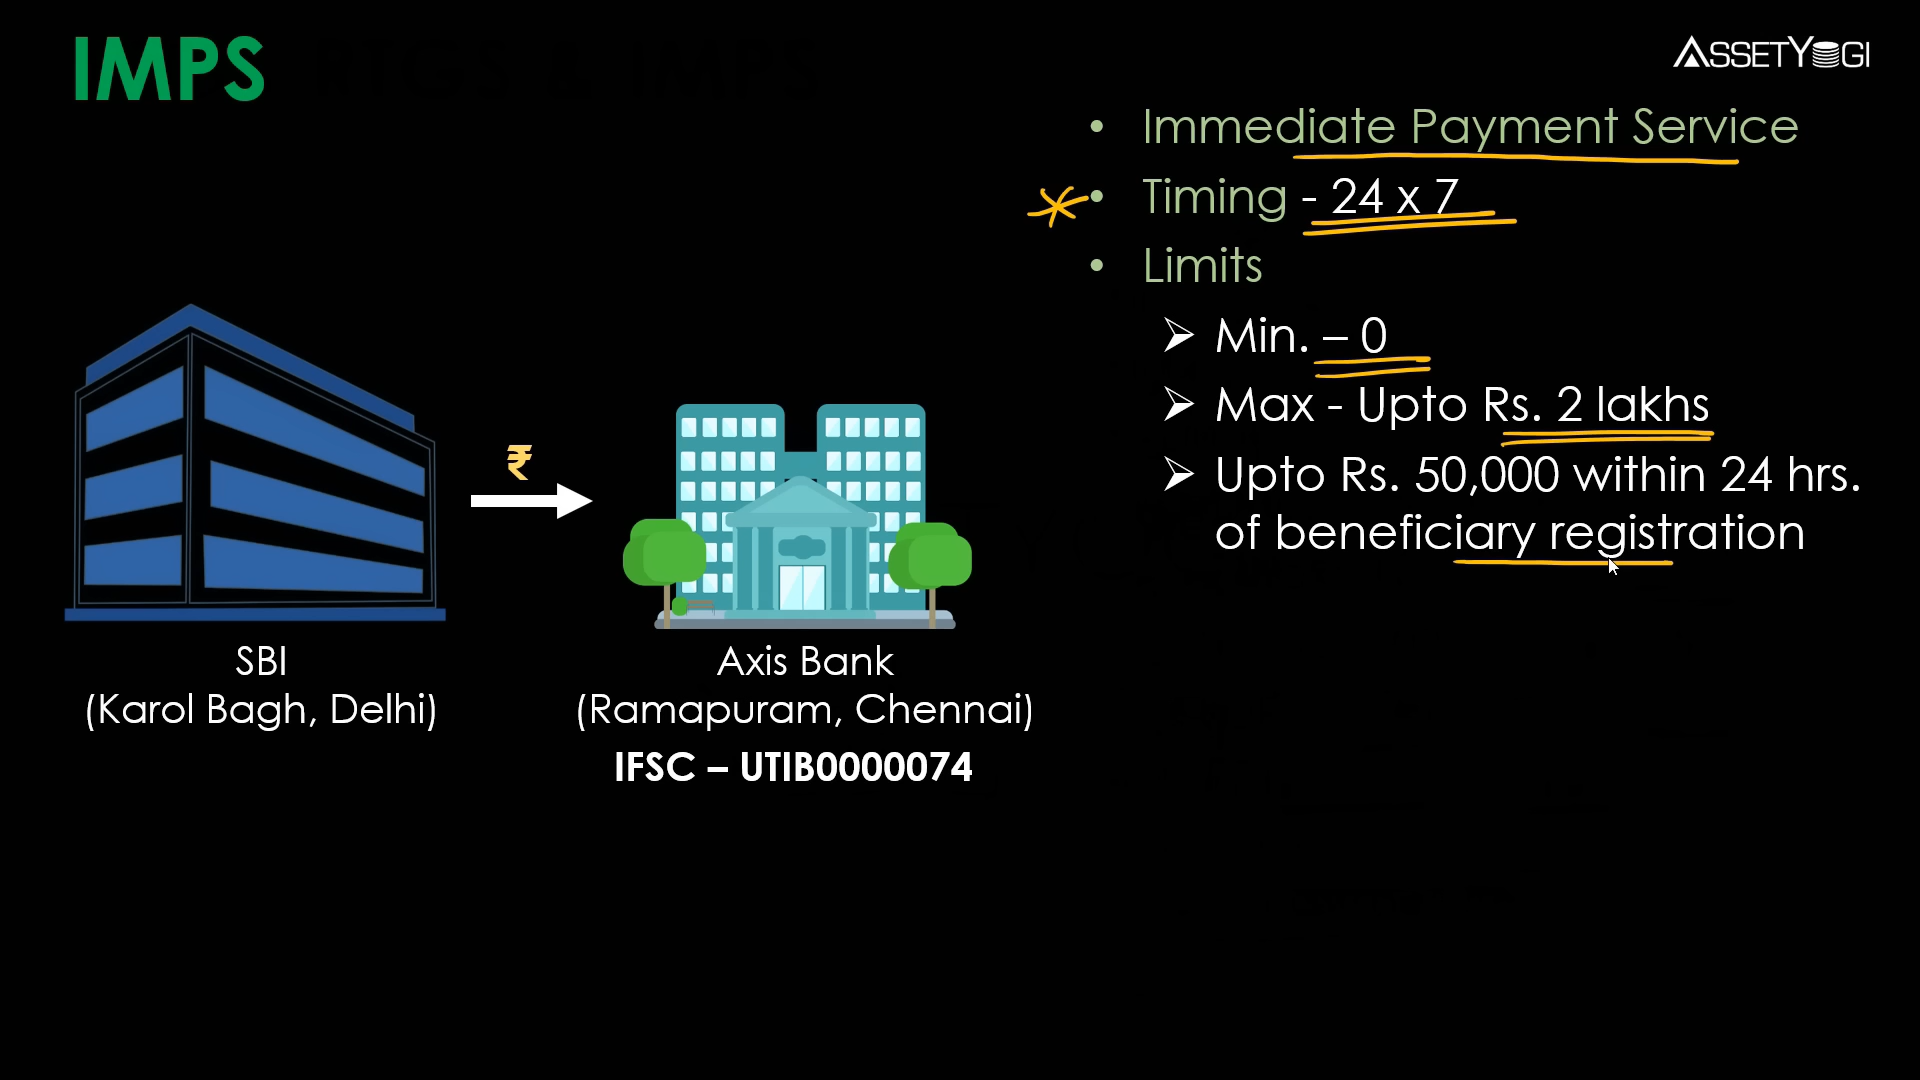 IMPS
ASSETYOGI
• Immediate Payment Service
• Timing - 24 x 7
• Limits
➢ Min. – 0
➢ Max - Upto Rs. 2 lakhs
➢ Upto Rs. 50,000 within 24 hrs.
of beneficiary registration
₹
SBI
(Karol Bagh, Delhi)
Axis Bank
(Ramapuram, Chennai)
IFSC – UTIB0000074